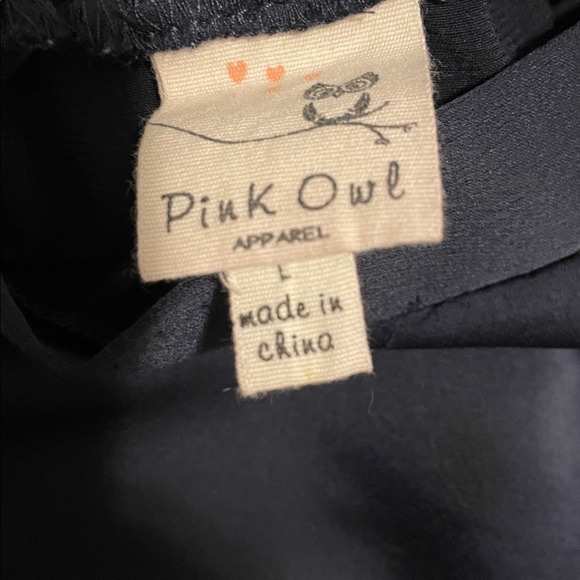 Pink Owl
APPAREL
L
made in
china